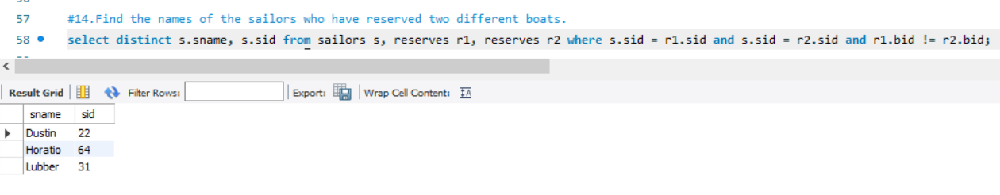 57 #14.Find the names of the sailors who have reserved two different boats.
58 select distinct s.sname, s.sid from sailors s, reserves r1, reserves r2 where s.sid = r1.sid and s.sid = r2.sid and r1.bid != r2.bid;
Result Grid Filter Rows: Export: Wrap Cell Content: IA
sname sid
Dustin 22
Horatio 64
Lubber 31